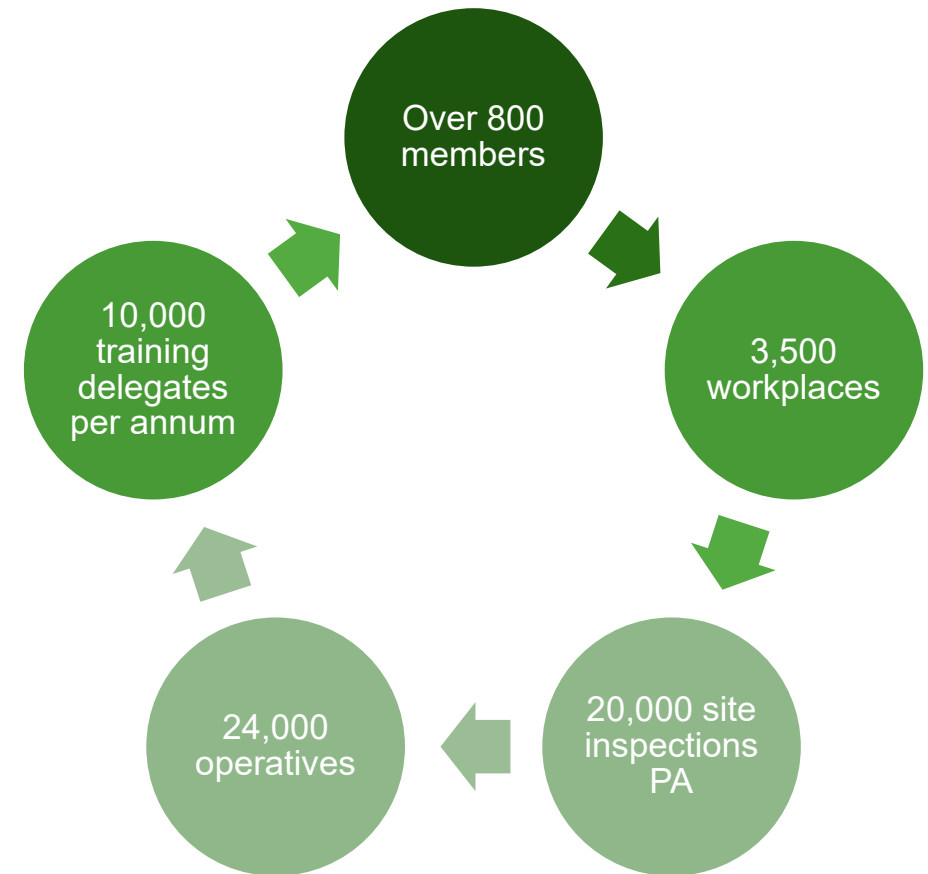 Over 800
members
3,500
workplaces
20,000 site
inspections
PA
24,000
operatives
10,000
training
delegates
per annum